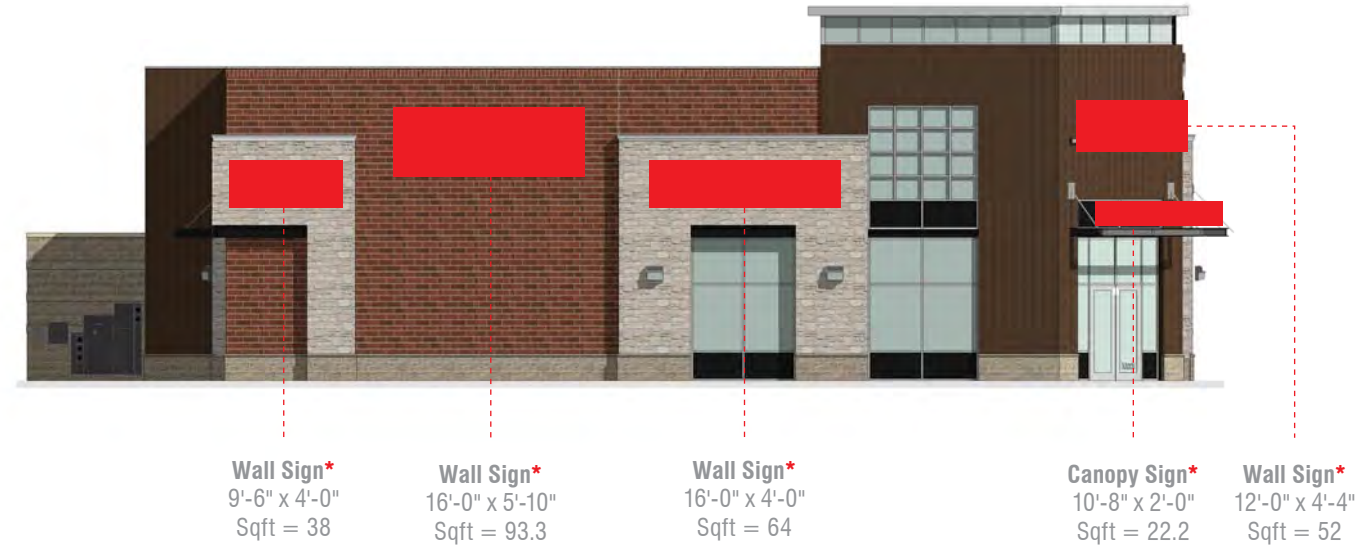 Wall Sign*
9'-6" x 4'-0"
Sqft = 38
Wall Sign*
16'-0" x 5'-10"
Sqft = 93.3
Wall Sign*
16'-0" x 4'-0"
Sqft = 64
Canopy Sign*
10'-8" x 2'-0"
Sqft = 22.2
Wall Sign*
12'-0" x 4'-4"
Sqft = 52